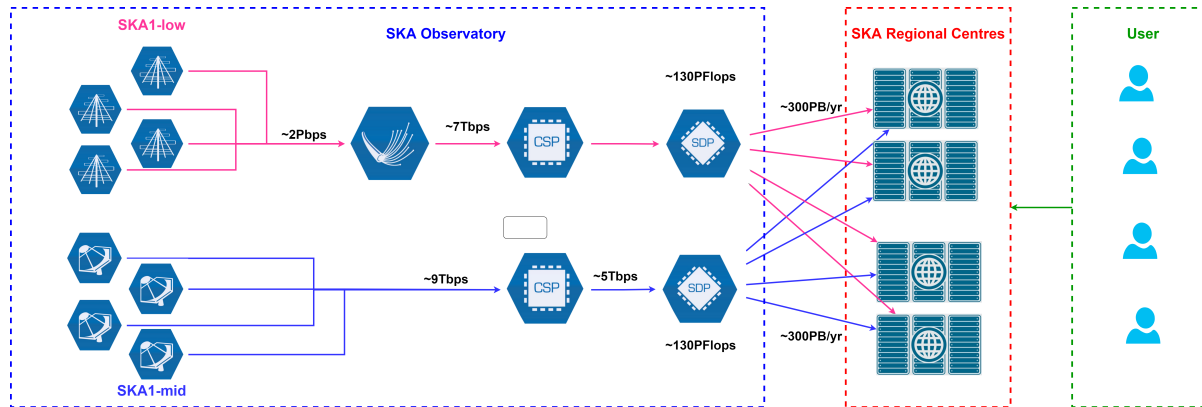 SKA1-low
SKA Observatory
SKA Regional Centres
User
~130PFlops
~300PB/yr
~2Pbps
~7Tbps
CSP
SDP
~9Tbps
CSP
~5Tbps
SDP
~300PB/yr
~130PFlops
SKA1-mid